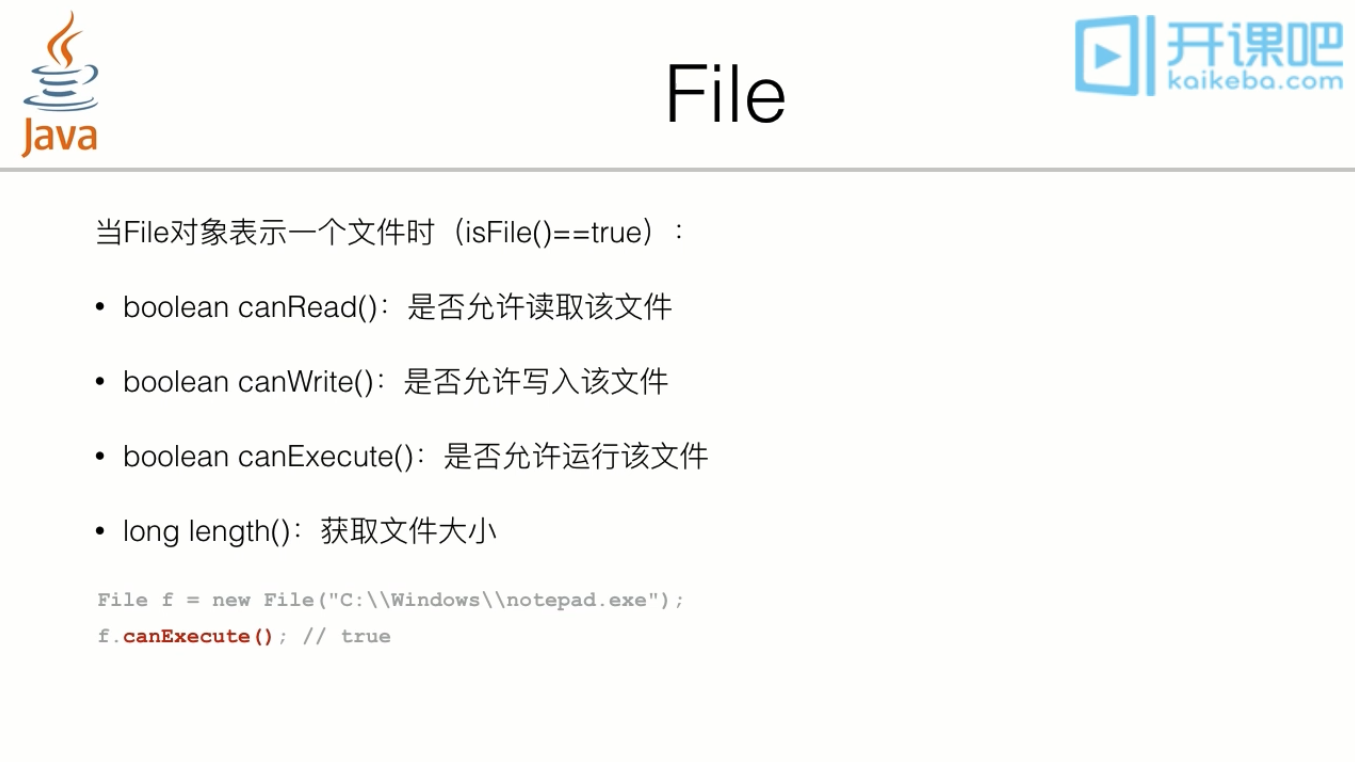 Java
File
开课吧
kaikeba.com
当File对象表示一个文件时（isFile()==true）：
• boolean canRead()：是否允许读取该文件
• boolean canWrite()：是否允许写入该文件
• boolean canExecute()：是否允许运行该文件
• long length()：获取文件大小
File f = new File("C:\\Windows\\notepad.exe");
f.canExecute(); // true